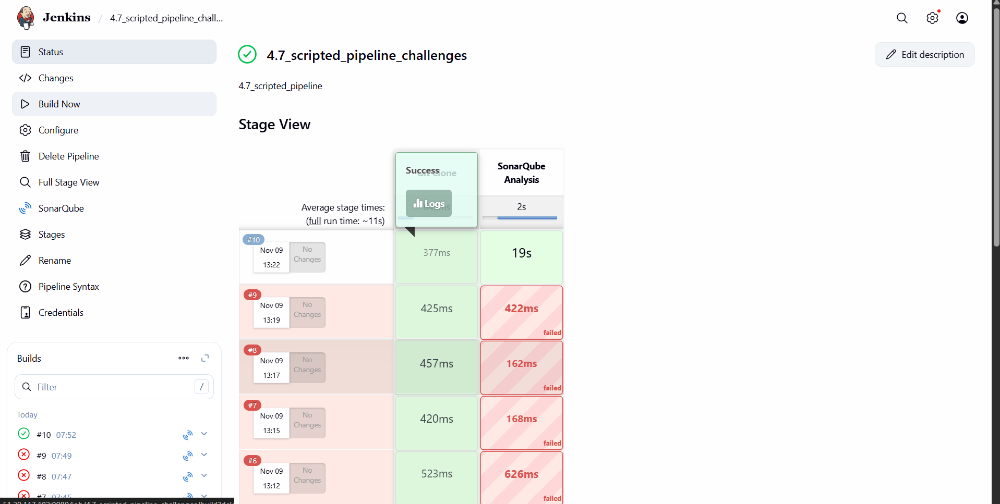 Jenkins / 4.7_scripted_pipeline_chall...
Status
Changes
Build Now
Configure
Delete Pipeline
Full Stage View
SonarQube
Stages
Rename
Pipeline Syntax
Credentials
Builds
Filter /
Today
#10 07:52
#9 07:49
#8 07:47
#7 07:45
4.7_scripted_pipeline_challenges
Edit description
4.7_scripted_pipeline
Stage View
Success
Git Clone
Logs
SonarQube
Analysis
Average stage times:
(full run time: ~11s)
2s
#10
Nov 09
13:22
No
Changes
377ms
19s
#9
Nov 09
13:19
No
Changes
425ms
422ms
failed
#8
Nov 09
13:17
No
Changes
457ms
162ms
failed
#7
Nov 09
13:15
No
Changes
420ms
168ms
failed
#6
Nov 09
13:12
No
Changes
523ms
626ms
failed